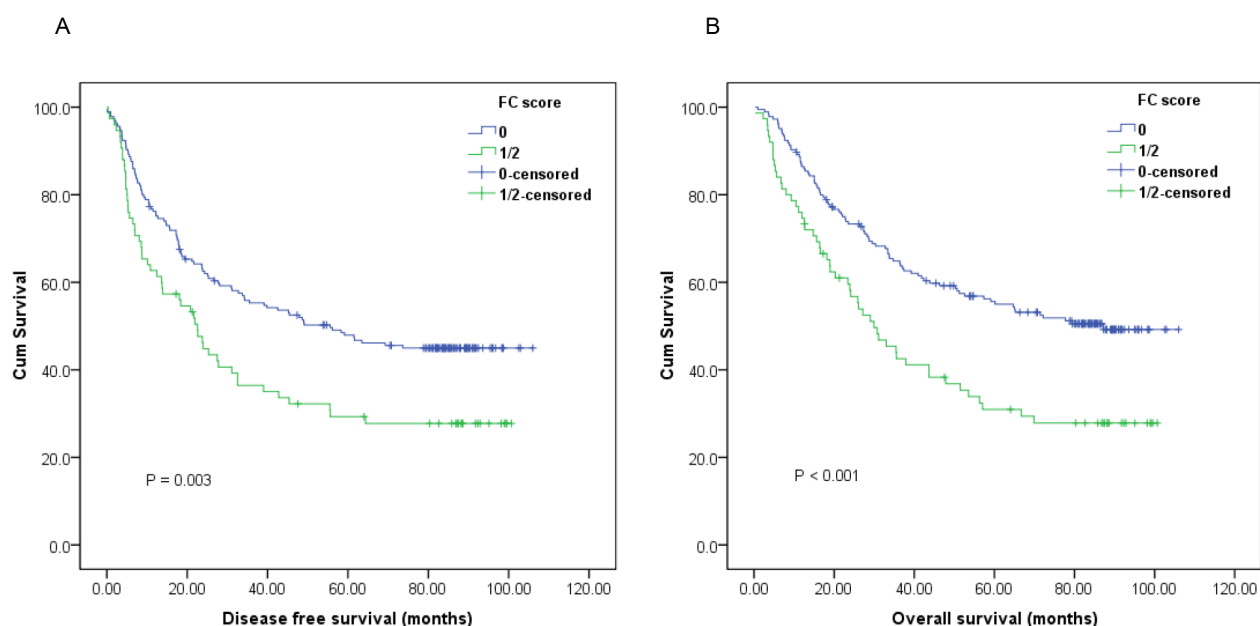 A
FC score
0
1/2
0-censored
1/2-censored
100.0
80.0
60.0
40.0
20.0
0.0
Cum Survival
P = 0.003
0.00 20.00 40.00 60.00 80.00 100.00 120.00
Disease free survival (months)
B
FC score
0
1/2
0-censored
1/2-censored
100.0
80.0
60.0
40.0
20.0
0.0
Cum Survival
P < 0.001
0.00 20.00 40.00 60.00 80.00 100.00 120.00
Overall survival (months)